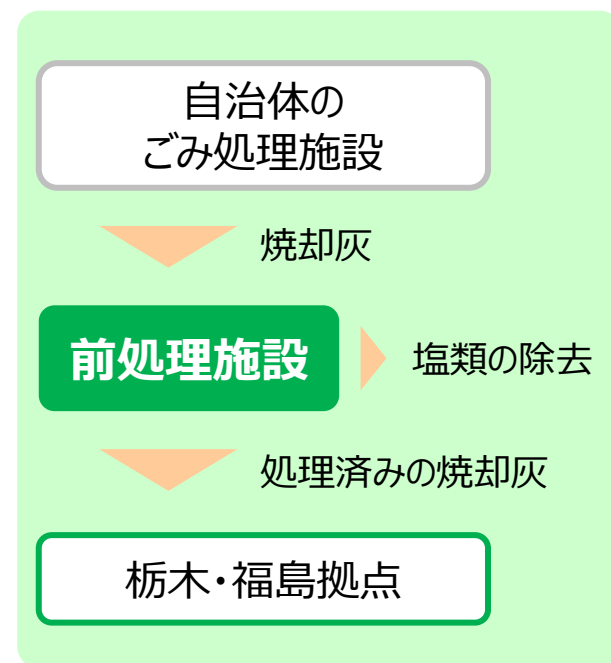 自治体の
ごみ処理施設
焼却灰
前処理施設
塩類の除去
処理済みの焼却灰
栃木・福島拠点